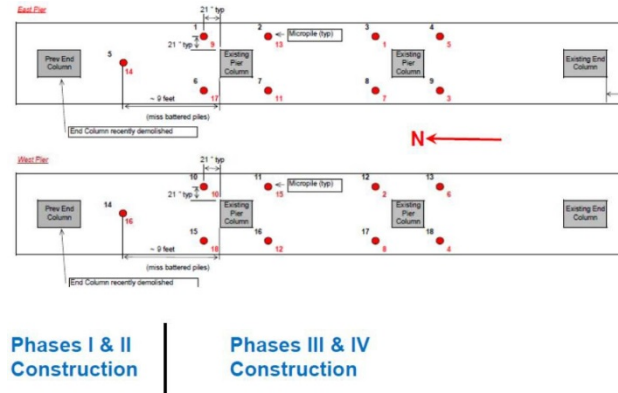 East Pier
21 " typ
1
2
Micropile (typ)
3
4
21 " typ
9
13
1
5
5
Prev End
Column
Existing
Pier
Column
Existing
Pier
Column
Existing End
Column
14
6
7
8
9
17
11
7
3
~ 9 feet
(miss battered piles)
End Column recently demolished
N
West Pier
21 " typ
10
11
Micropile (typ)
12
13
21 " typ
10
15
2
6
14
Prev End
Column
Existing
Pier
Column
Existing
Pier
Column
Existing End
Column
16
15
16
17
18
18
12
8
4
~ 9 feet
(miss battered piles)
End Column recently demolished
Phases I & II
Construction
Phases III & IV
Construction